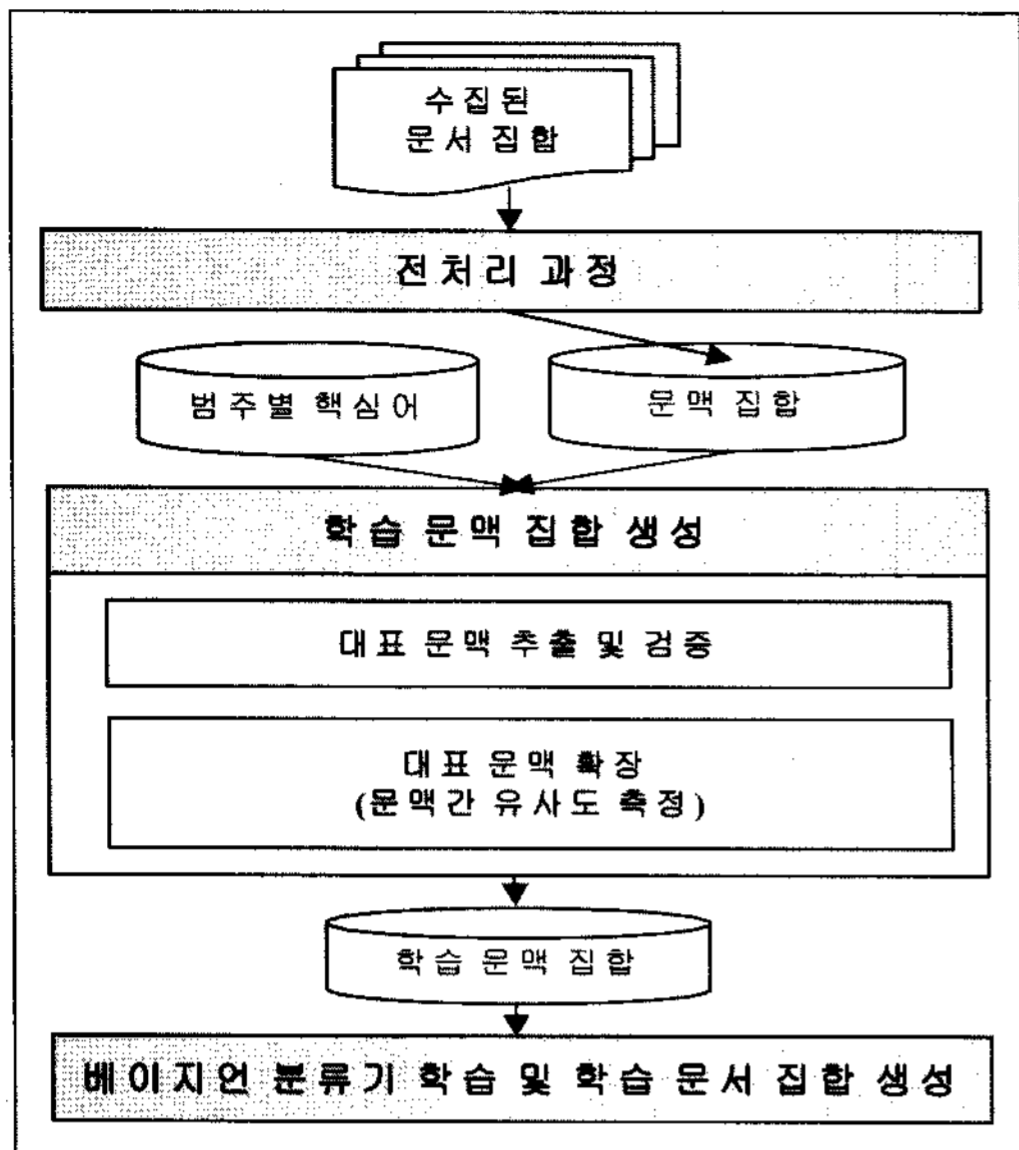 수집된
문서 집합
전처리 과정
범주별 핵심어
문맥 집합
학습 문맥 집합 생성
대표 문맥 추출 및 검증
대표 문맥 확장
(문맥간 유사도 측정)
학습 문맥 집합
베이지언 분류기 학습 및 학습 문서 집합 생성